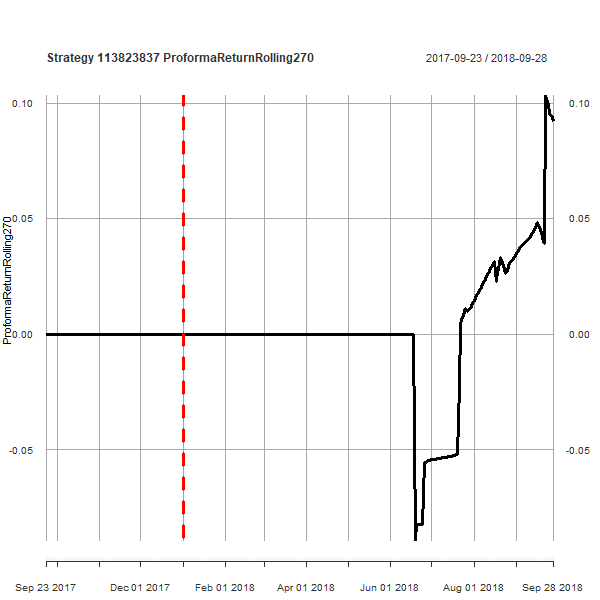 Strategy 113823837 ProformaReturnRolling270
2017-09-23 / 2018-09-28
0.10
0.10
0.05
0.05
0.00
0.00
-0.05
-0.05
ProformaReturnRolling270
Sep 23 2017
Dec 01 2017
Feb 01 2018
Apr 01 2018
Jun 01 2018
Aug 01 2018
Sep 28 2018